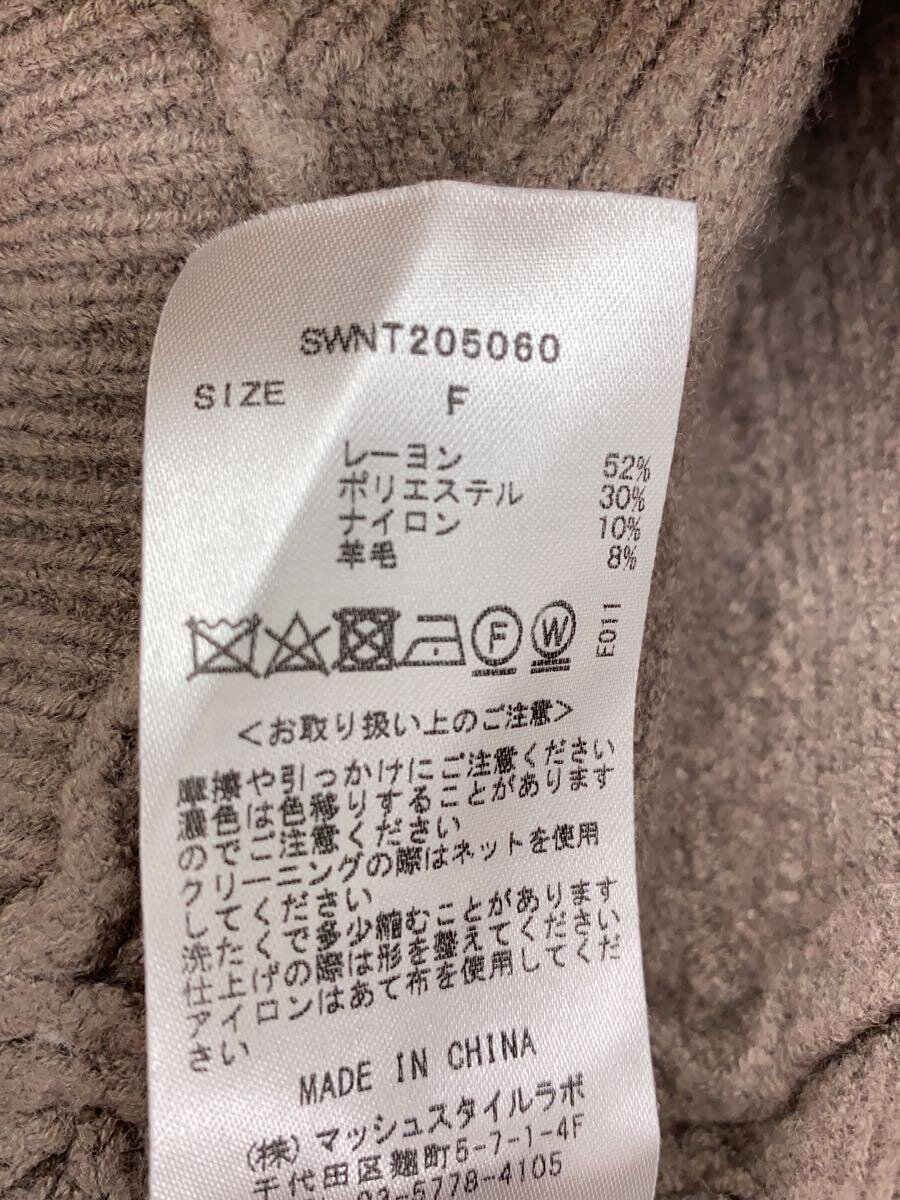 SWNT205060
SIZE F
レーヨン 52%
ポリエステル 30%
ナイロン 10%
羊毛 8%
F W E011
<お取り扱い上のご注意>
摩擦や引っかけにご注意ください
濃色は色移りすることがあります
のでご注意ください
クリーニングの際はネットを使用
してください
洗たくで多少縮むことがあります
仕上げの際は形を整えてください
アイロンはあて布を使用してくだ
さい
MADE IN CHINA
(株)マッシュスタイルラボ
千代田区麹町5-7-1-4F
03-5778-4105